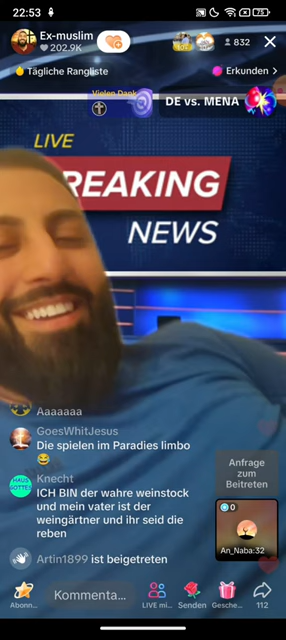 22:53
75
Ex-muslim
202.9K
832
Tägliche Rangliste
Erkunden >
Vielen Dank
DE vs. MENA
LIVE
REAKING
NEWS
Aaaaaaa
GoesWhitJesus
Die spielen im Paradies limbo
HAUS GOTTES
Knecht
ICH BIN der wahre weinstock
und mein vater ist der
weingärtner und ihr seid die
reben
Anfrage
zum
Beitreten
0
An_Naba:32
Artin1899 ist beigetreten
Kommenta...
Abonn...
LIVE mi...
Senden
Gesche...
112